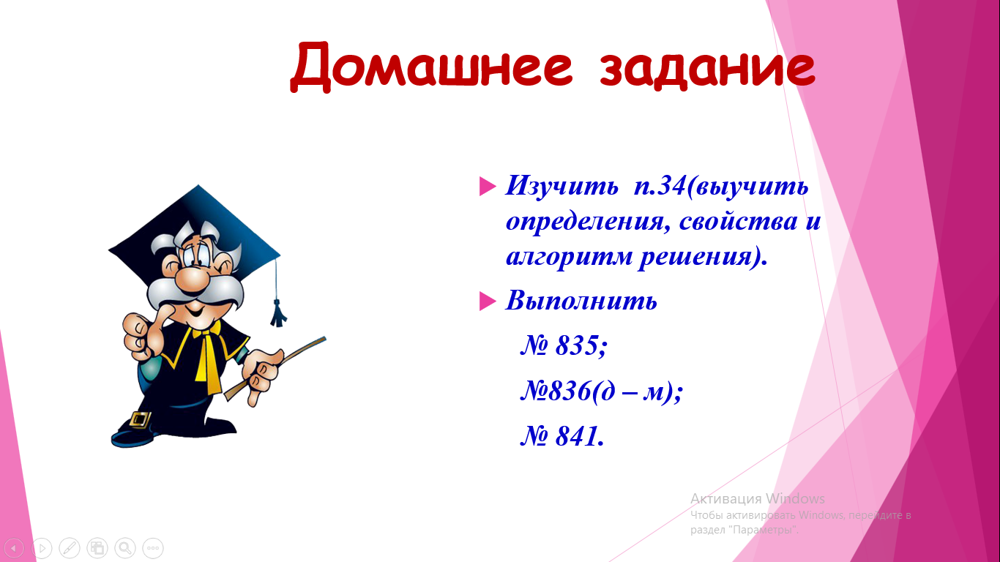 Домашнее задание
Изучить п.34(выучить
определения, свойства и
алгоритм решения).
Выполнить
№ 835;
№836(д – м);
№ 841.
Активация Windows
Чтобы активировать Windows, перейдите в
раздел "Параметры".